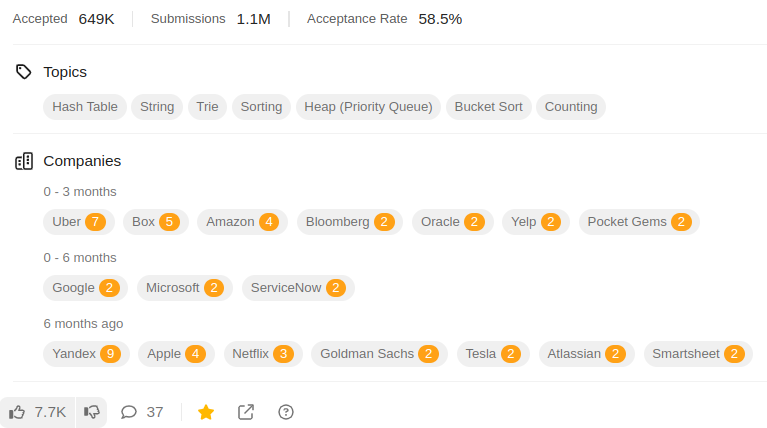 Accepted 649K Submissions 1.1M Acceptance Rate 58.5%
Topics
Hash Table String Trie Sorting Heap (Priority Queue) Bucket Sort Counting
Companies
0 - 3 months
Uber 7 Box 5 Amazon 4 Bloomberg 2 Oracle 2 Yelp 2 Pocket Gems 2
0 - 6 months
Google 2 Microsoft 2 ServiceNow 2
6 months ago
Yandex 9 Apple 4 Netflix 3 Goldman Sachs 2 Tesla 2 Atlassian 2 Smartsheet 2
7.7K 37